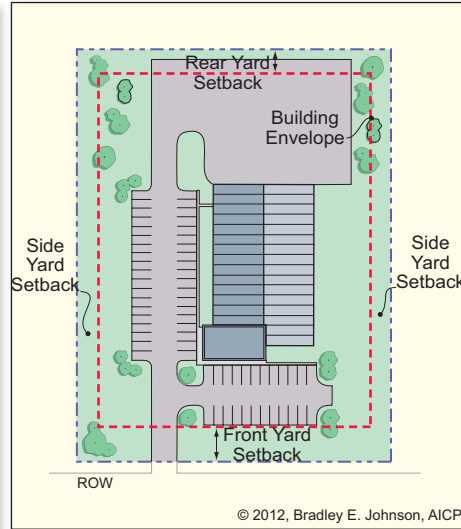 Rear Yard
Setback
Building
Envelope
Side
Yard
Setback
Side
Yard
Setback
Front Yard
Setback
ROW
© 2012, Bradley E. Johnson, AICP